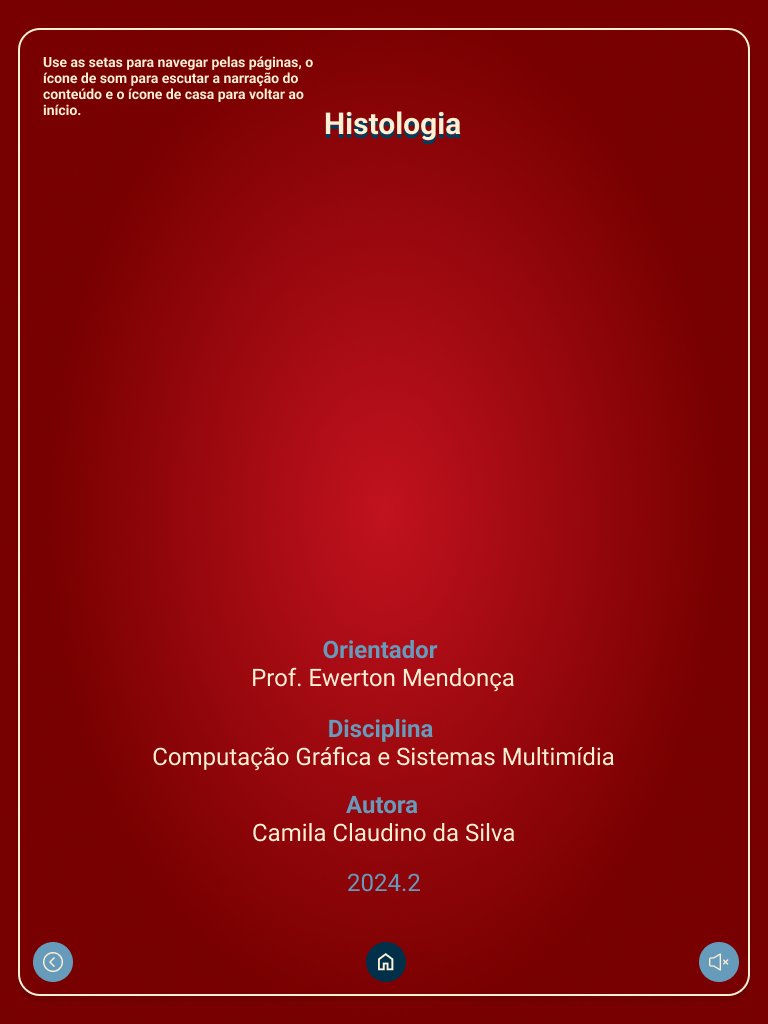 Use as setas para navegar pelas páginas, o
ícone de som para escutar a narração do
conteúdo e o ícone de casa para voltar ao
início.
Histologia
Orientador
Prof. Ewerton Mendonça
Disciplina
Computação Gráfica e Sistemas Multimídia
Autora
Camila Claudino da Silva
2024.2